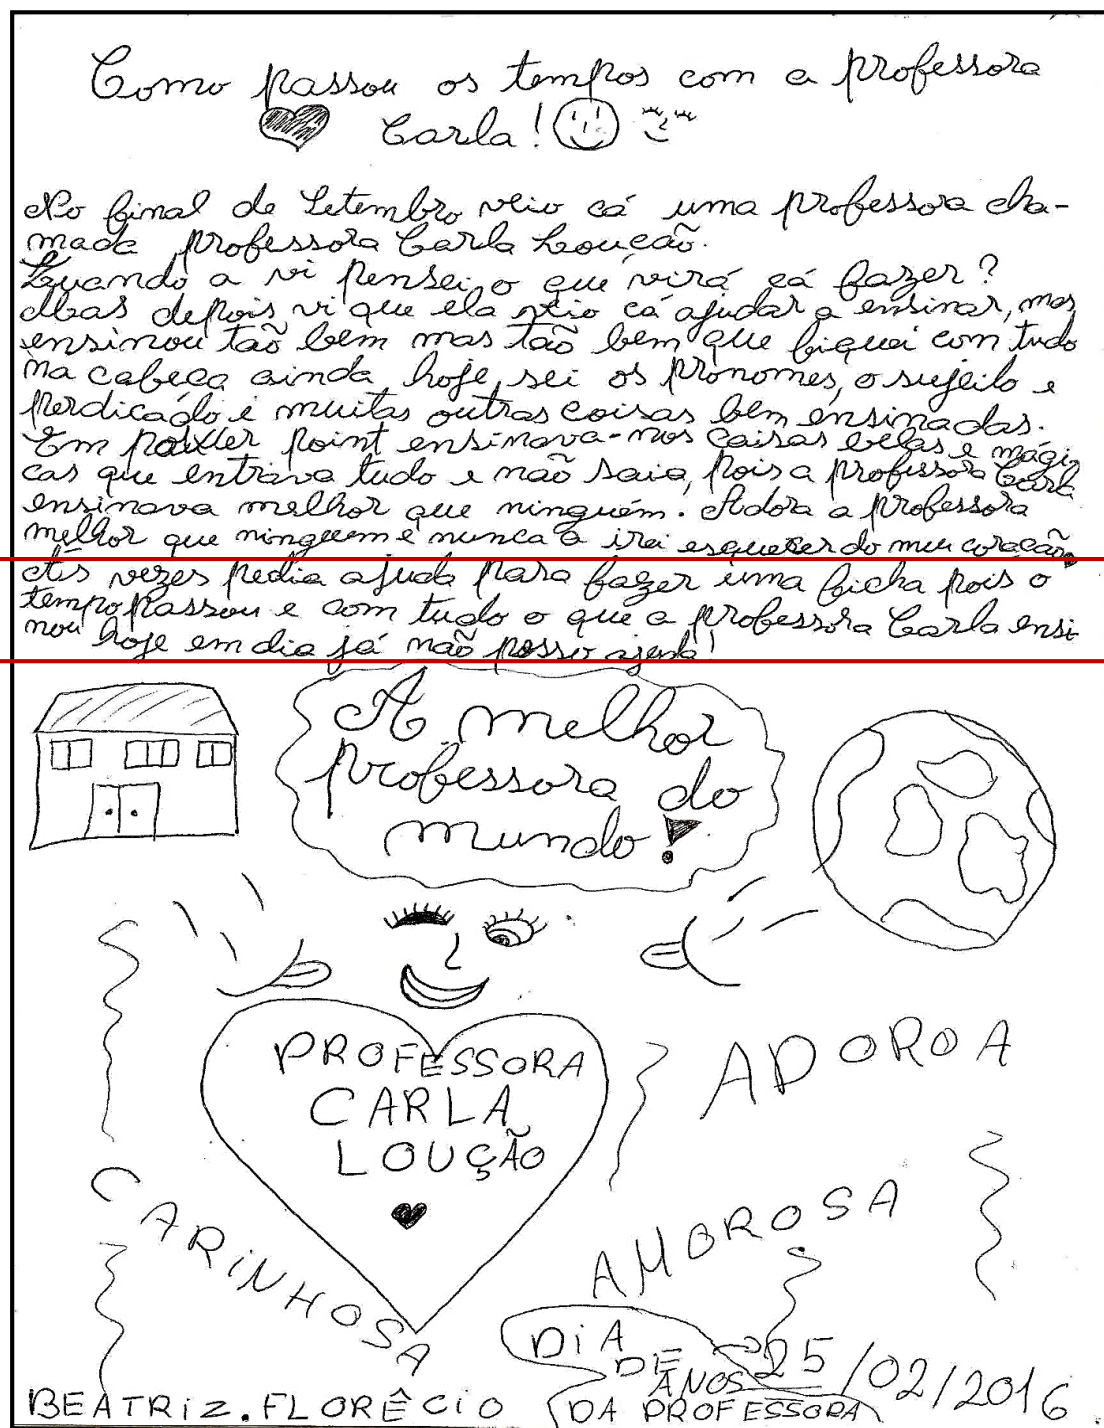 Como passou os tempos com a professora
Carla!
No final de Setembro veio cá uma professora cha-
mada professora Carla Loução.
Quando a vi pensei, o que virá cá fazer?
Mas depois vi que ela veio cá ajudar a ensinar, mas
ensinou tão bem mas tão bem que fiquei com tudo
na cabeça ainda hoje, sei os pronomes, o sujeito e
perdicado e muitas outras coisas bem ensinadas.
Em power point ensinava-nos coisas belas e mági
cas que entrava tudo e não saia, pois a professora Carla
ensinava melhor que ninguém. Adora a professora
melhor que ninguem e nunca a irei esquecer do meu coração.
Às vezes pedia ajuda para fazer uma ficha pois o
tempo passou e com tudo o que a professora Carla ensi
nou hoje em dia já não posso ajuda!
A melhor
professora do
mundo!
PROFESSORA
CARLA
LOUÇÃO
ADOROA
CARINHOSA
AMOROSA
DIA
DE
ANOS
DA PROFESSORA
25/02/2016
BEATRIZ.FLORÊCIO